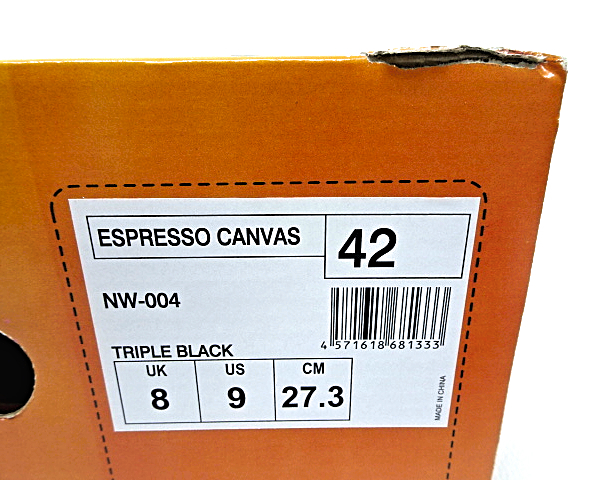 ESPRESSO CANVAS
42
NW-004
4 571618 681333
TRIPLE BLACK
UK US CM
8 9 27.3
MADE IN CHINA